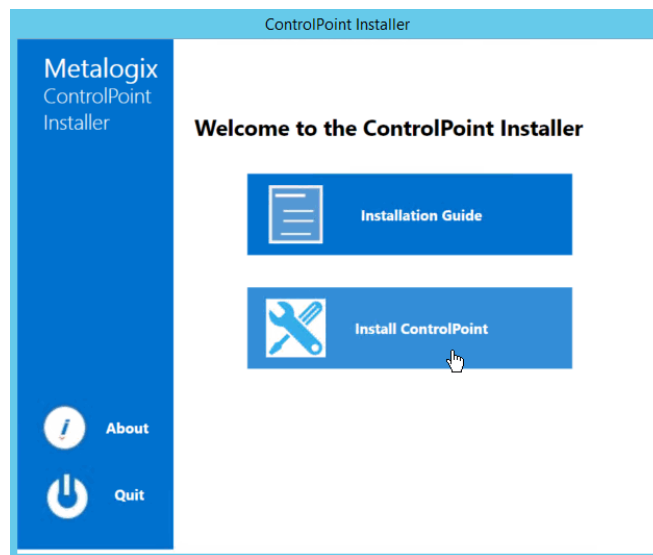 ControlPoint Installer
Metalogix
ControlPoint
Installer
Welcome to the ControlPoint Installer
Installation Guide
Install ControlPoint
About
Quit